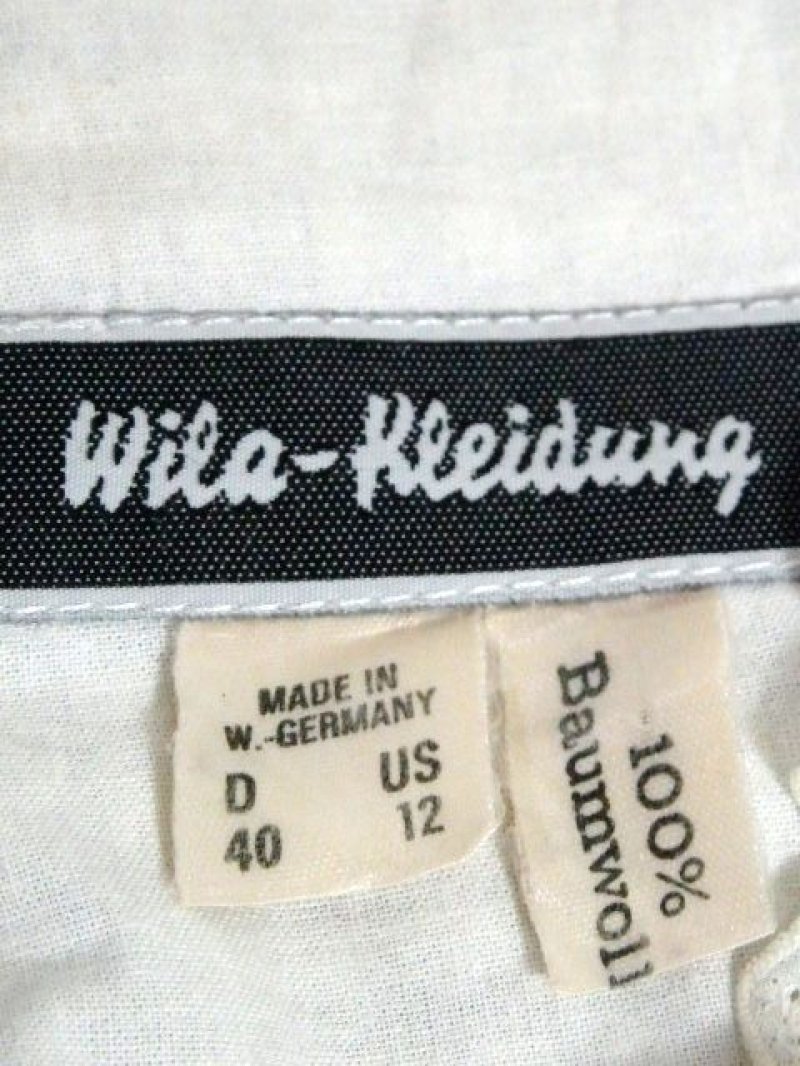 Wila-Kleidung
MADE IN
W.-GERMANY
D US
40 12
100%
Baumwoll